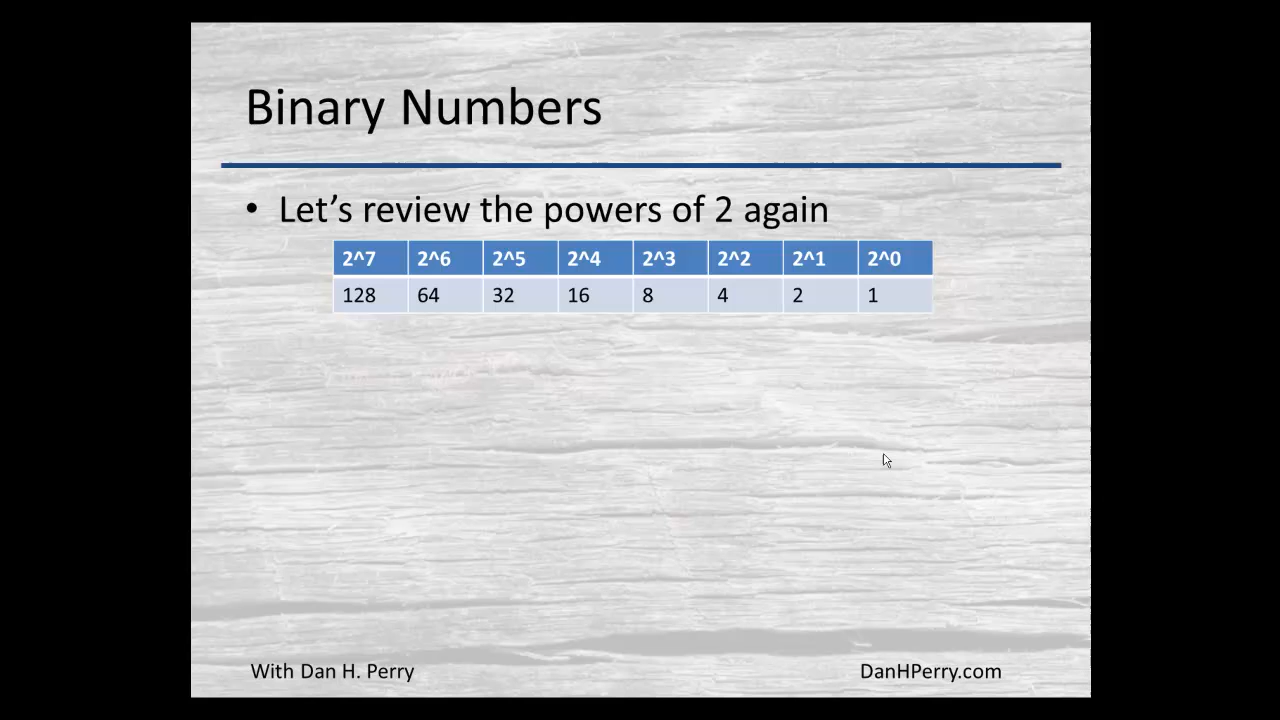 Binary Numbers
• Let's review the powers of 2 again
2^7 2^6 2^5 2^4 2^3 2^2 2^1 2^0
128 64 32 16 8 4 2 1
With Dan H. Perry DanHPerry.com